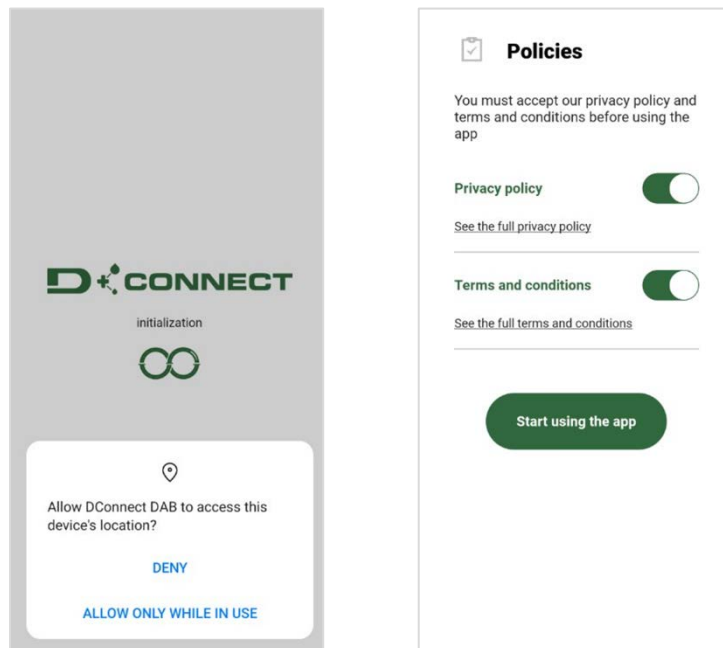 D+CONNECT
initialization
Allow DConnect DAB to access this
device's location?
DENY
ALLOW ONLY WHILE IN USE
Policies
You must accept our privacy policy and
terms and conditions before using the
app
Privacy policy
See the full privacy policy
Terms and conditions
See the full terms and conditions
Start using the app